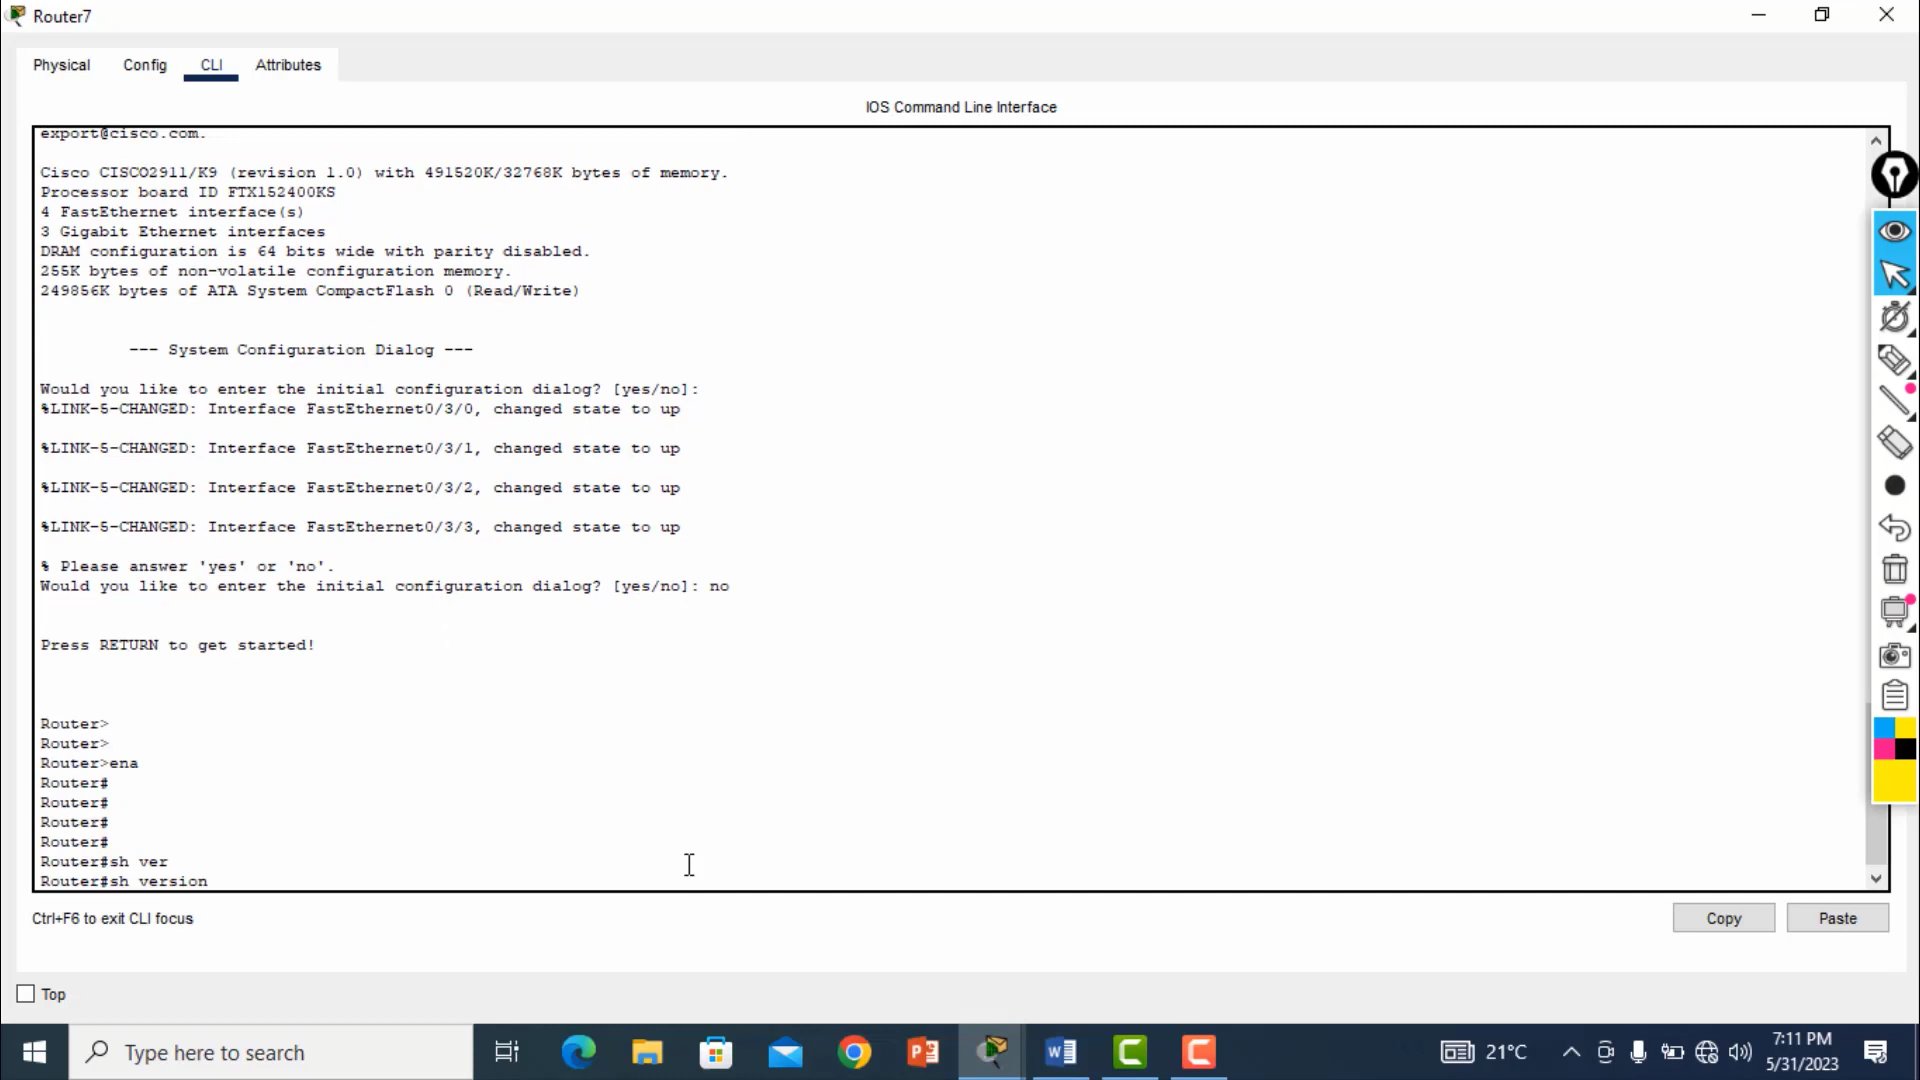 Router7
Physical Config CLI Attributes
IOS Command Line Interface
export@cisco.com.
Cisco CISCO2911/K9 (revision 1.0) with 491520K/32768K bytes of memory.
Processor board ID FTX152400KS
4 FastEthernet interface(s)
3 Gigabit Ethernet interfaces
DRAM configuration is 64 bits wide with parity disabled.
255K bytes of non-volatile configuration memory.
249856K bytes of ATA System CompactFlash 0 (Read/Write)
--- System Configuration Dialog ---
Would you like to enter the initial configuration dialog? [yes/no]:
%LINK-5-CHANGED: Interface FastEthernet0/3/0, changed state to up
%LINK-5-CHANGED: Interface FastEthernet0/3/1, changed state to up
%LINK-5-CHANGED: Interface FastEthernet0/3/2, changed state to up
%LINK-5-CHANGED: Interface FastEthernet0/3/3, changed state to up
% Please answer 'yes' or 'no'.
Would you like to enter the initial configuration dialog? [yes/no]: no
Press RETURN to get started!
Router>
Router>
Router>ena
Router#
Router#
Router#
Router#
Router#sh ver
Router#sh version
Ctrl+F6 to exit CLI focus
Copy Paste
Top
Type here to search
21°C
7:11 PM
5/31/2023